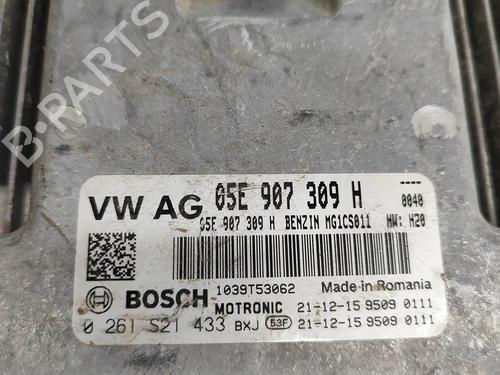 B-PARTS
VW AG 05E 907 309 H ----
0040
05E 907 309 H BENZIN MG1CS011 HW: H20
1039T53062 Made in Romania
BOSCH MOTRONIC 21-12-15 9509 0111
0 261 S21 433 BXJ 53F 21-12-15 9509 0111